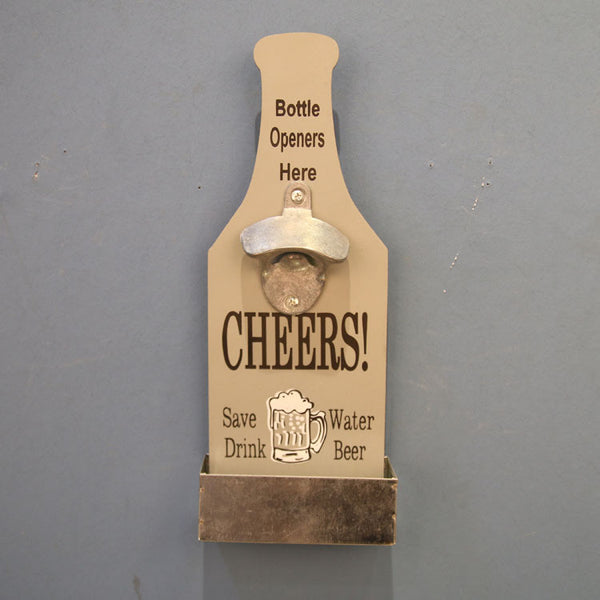 Bottle
Openers
Here
CHEERS!
Save Water
Drink Beer